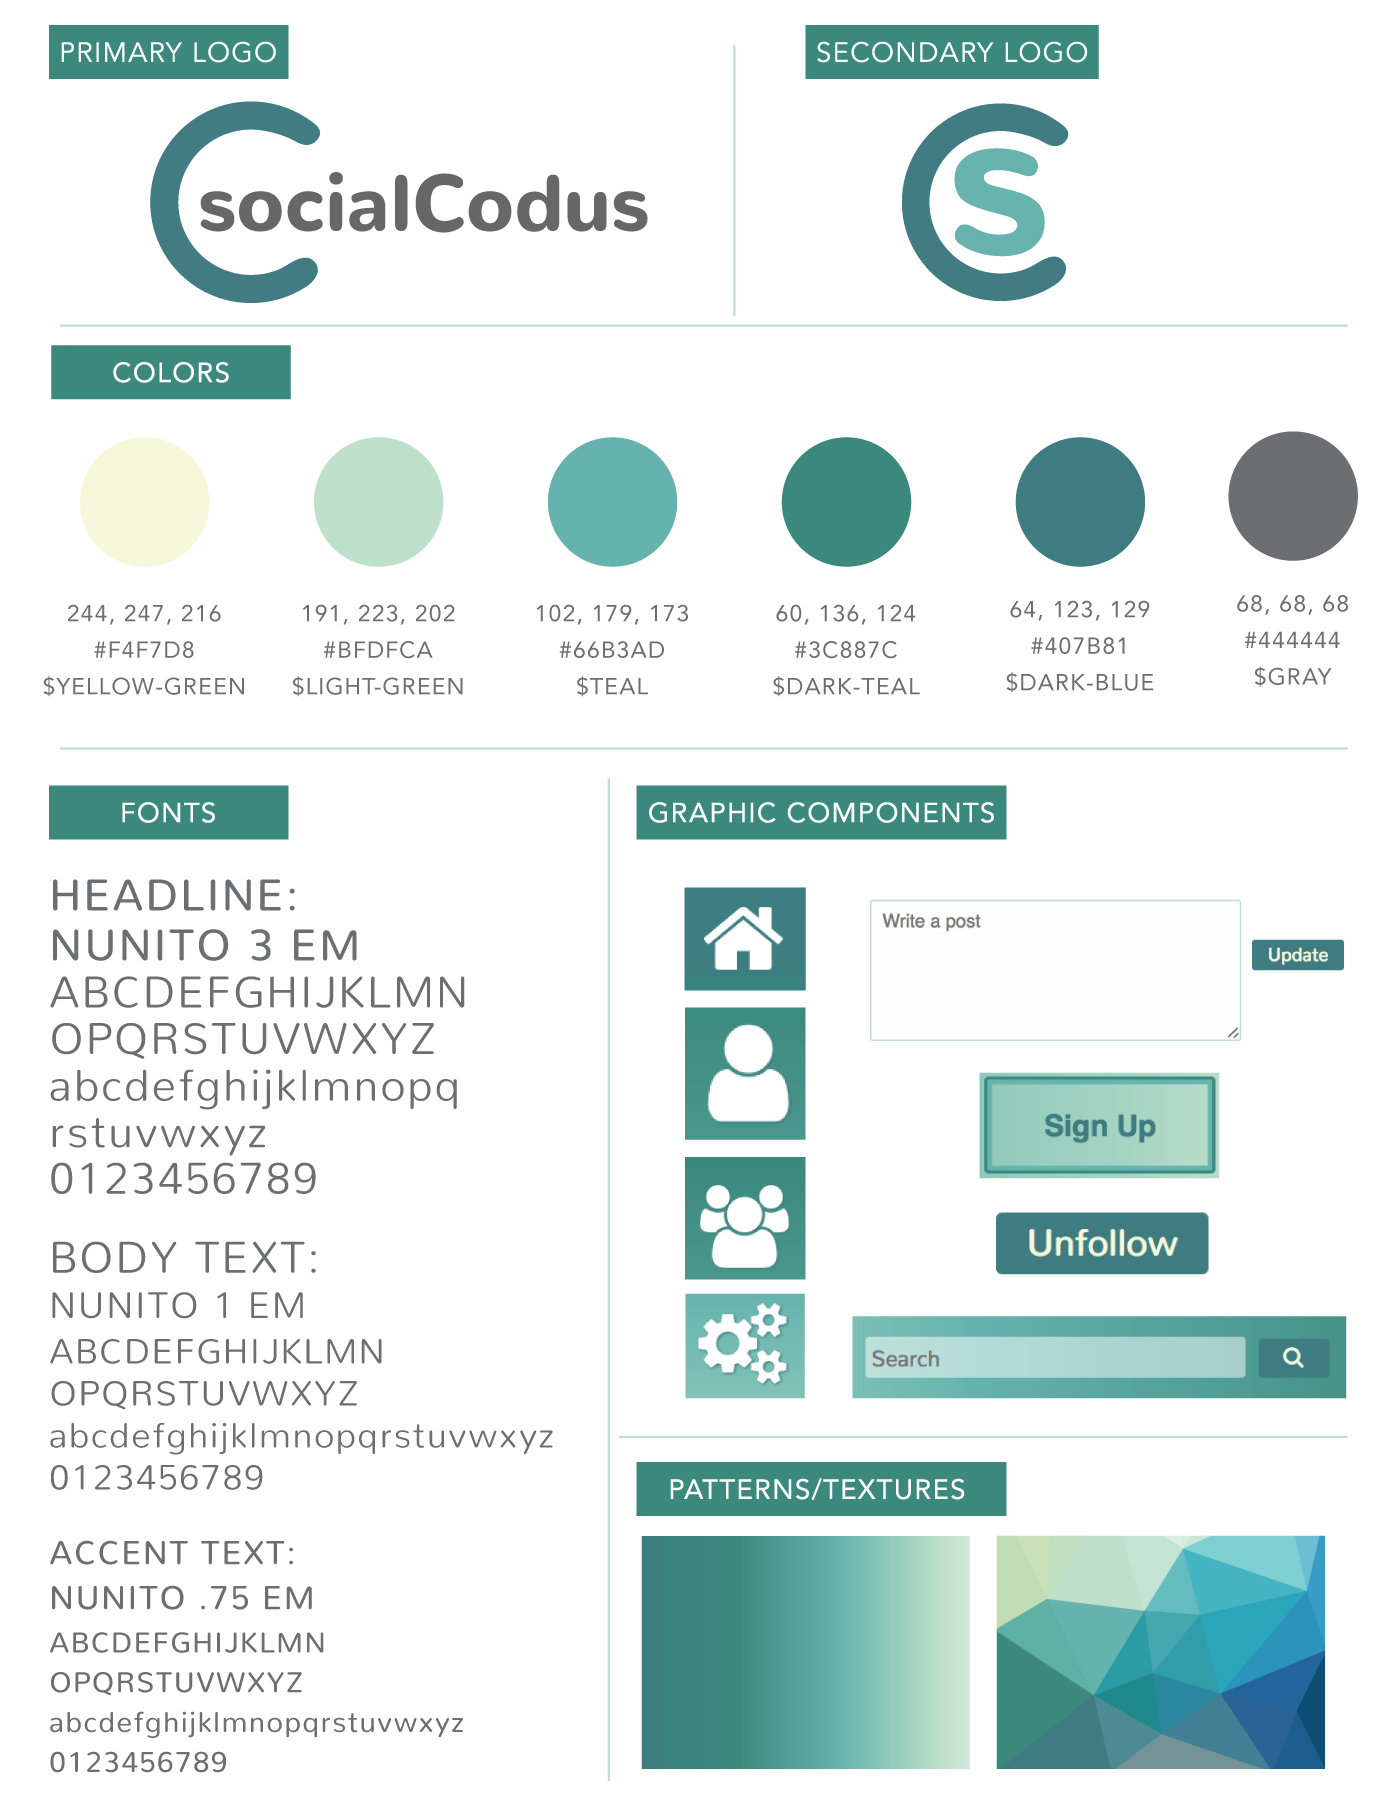 PRIMARY LOGO
socialCodus
SECONDARY LOGO
CS
COLORS
244, 247, 216
#F4F7D8
$YELLOW-GREEN
191, 223, 202
#BFDFCA
$LIGHT-GREEN
102, 179, 173
#66B3AD
$TEAL
60, 136, 124
#3C887C
$DARK-TEAL
64, 123, 129
#407B81
$DARK-BLUE
68, 68, 68
#444444
$GRAY
FONTS
HEADLINE:
NUNITO 3 EM
ABCDEFGHIJKLMN
OPQRSTUVWXYZ
abcdefghijklmnopq
rstuvwxyz
0123456789
BODY TEXT:
NUNITO 1 EM
ABCDEFGHIJKLMN
OPQRSTUVWXYZ
abcdefghijklmnopqrstuvwxyz
0123456789
ACCENT TEXT:
NUNITO .75 EM
ABCDEFGHIJKLMN
OPQRSTUVWXYZ
abcdefghijklmnopqrstuvwxyz
0123456789
GRAPHIC COMPONENTS
Write a post
Update
Sign Up
Unfollow
Search
PATTERNS/TEXTURES